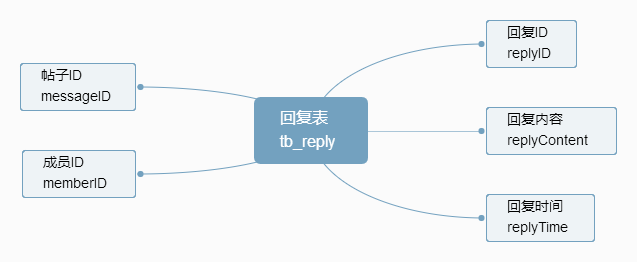 帖子ID
messageID
成员ID
memberID
回复表
tb_reply
回复ID
replyID
回复内容
replyContent
回复时间
replyTime